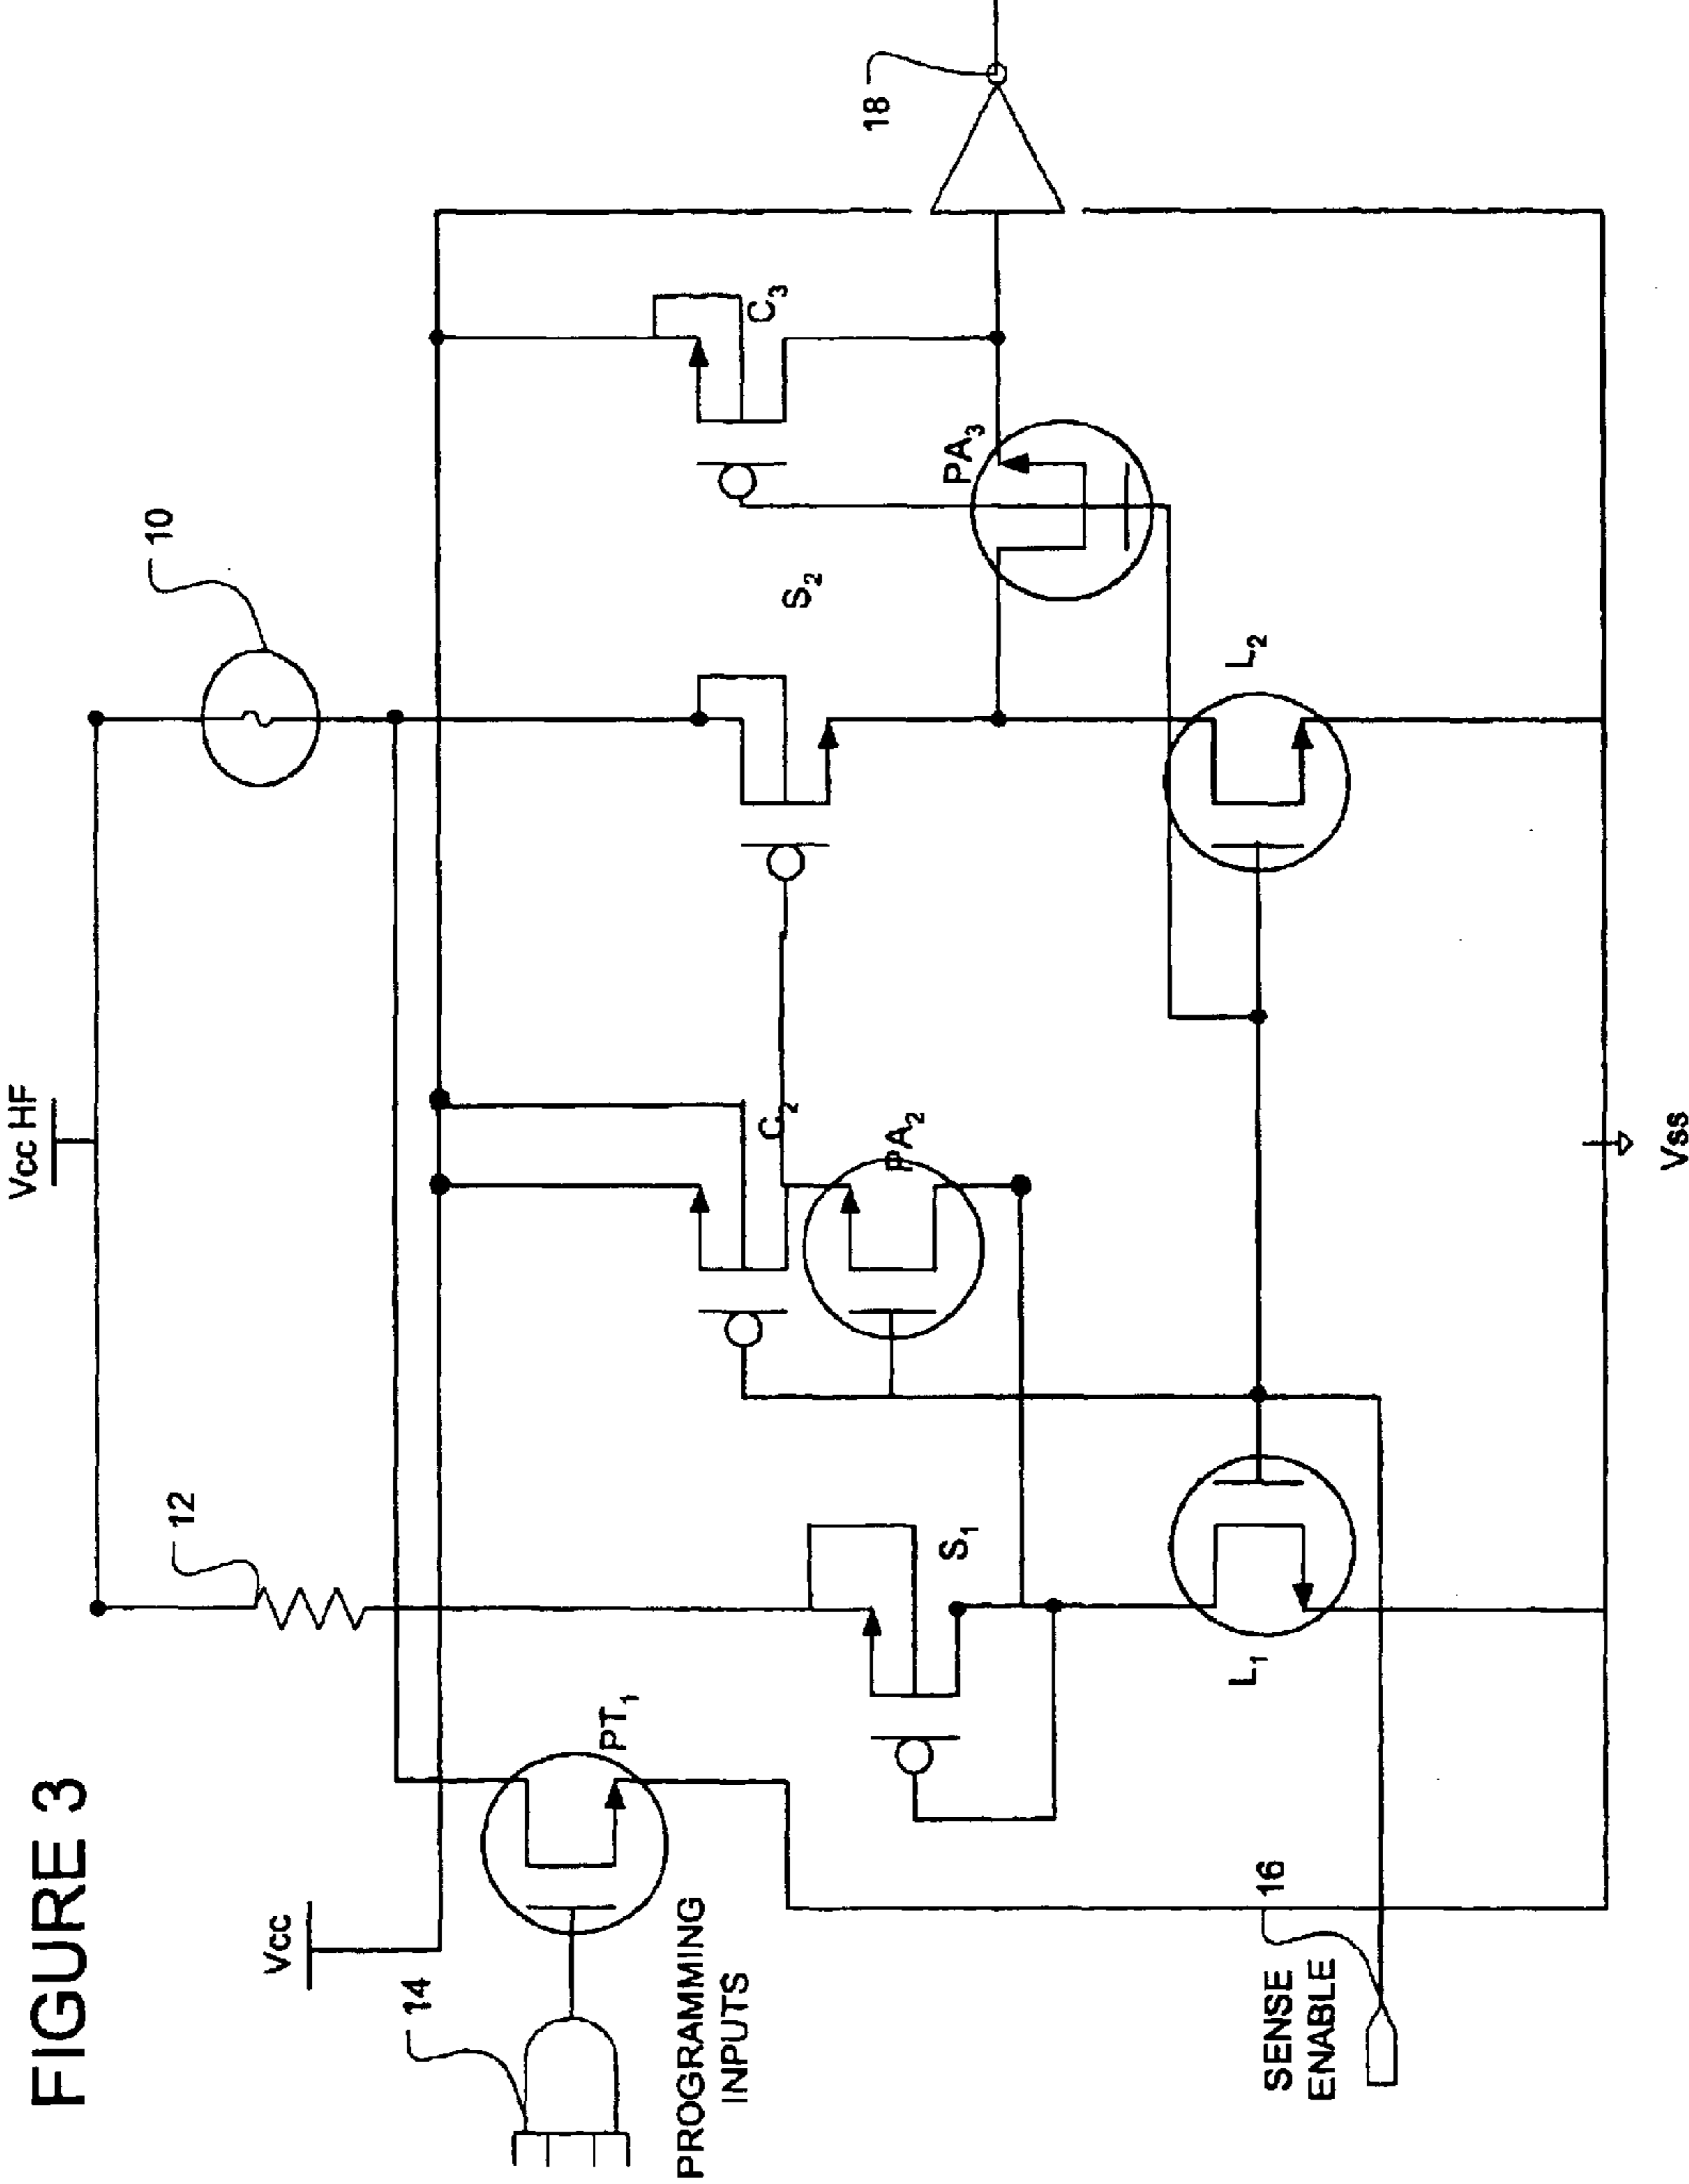 FIGURE 3
Vcc HF
Vcc
10
12
14
PROGRAMMING
INPUTS
PT1
S1
C2
PA2
S2
C3
PA3
18
L1
L2
SENSE
ENABLE
16
Vss